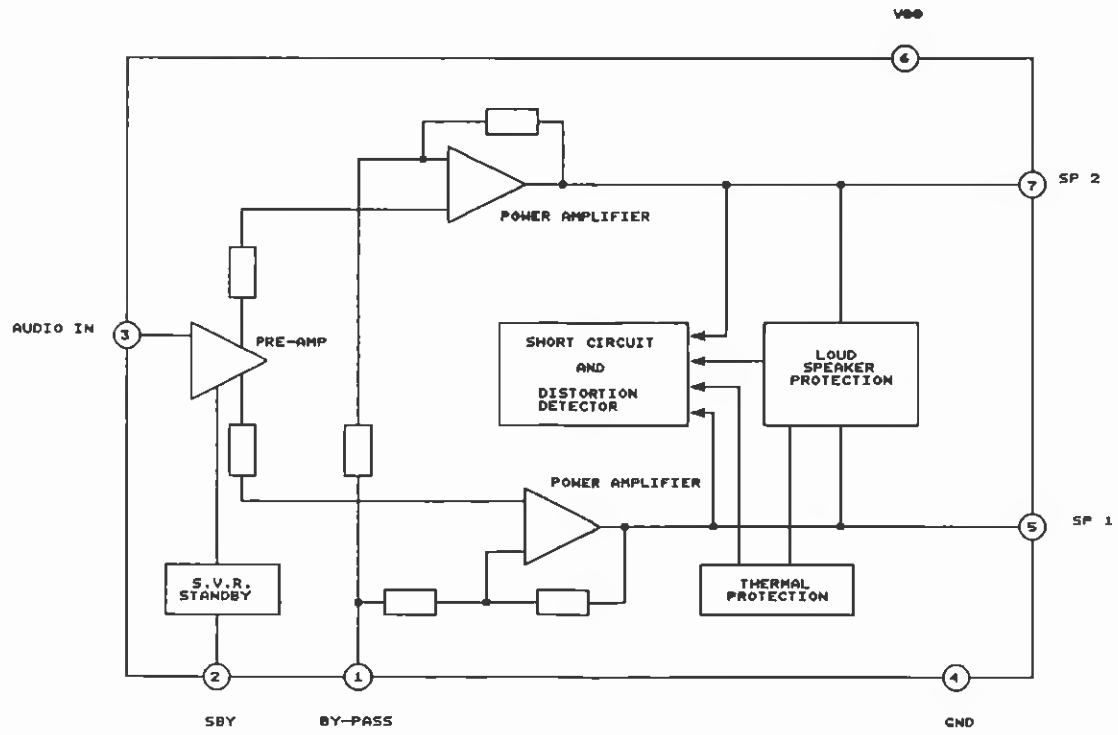 6
7
SP 2
POWER AMPLIFIER
AUDIO IN
3
PRE-AMP
SHORT CIRCUIT
AND
DISTORTION
DETECTOR
LOUD
SPEAKER
PROTECTION
POWER AMPLIFIER
5
SP 1
S.V.R.
STANDBY
THERMAL
PROTECTION
2
1
4
SBY
BY-PASS
GND